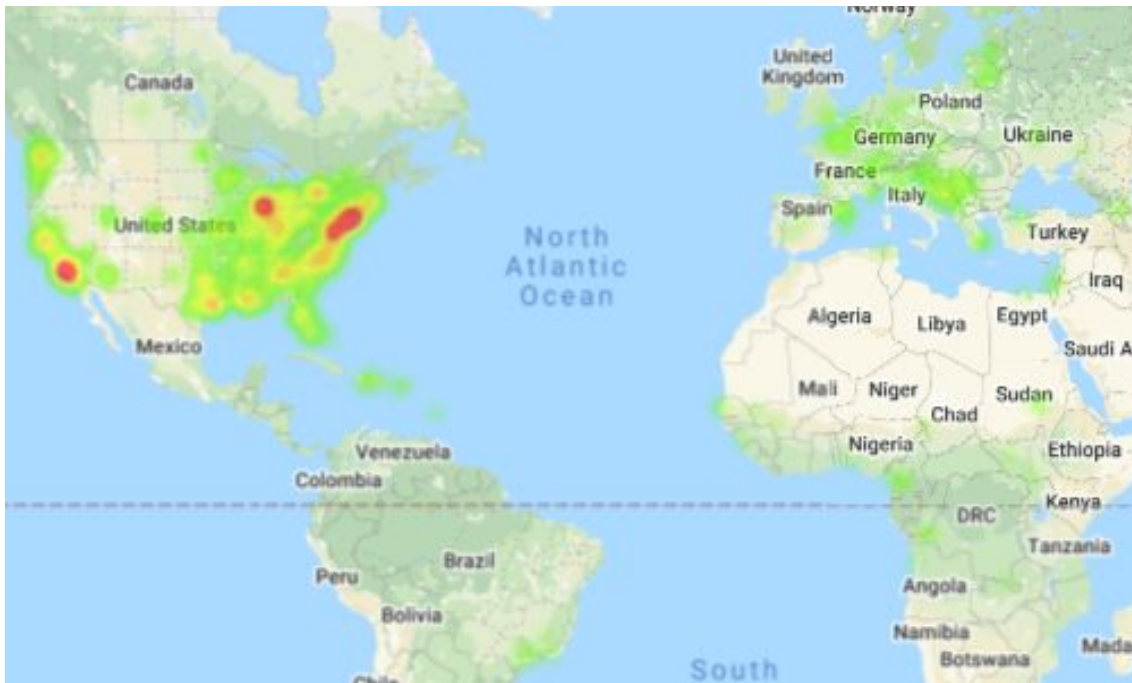 Norway
Canada
United
Kingdom
Poland
Germany
Ukraine
France
Italy
Spain
United States
Turkey
North
Atlantic
Ocean
Iraq
Algeria
Libya
Egypt
Mexico
Saudi A
Mali
Niger
Sudan
Chad
Nigeria
Ethiopia
Venezuela
Colombia
Kenya
DRC
Tanzania
Brazil
Peru
Angola
Bolivia
Namibia
Mada
Botswana
South
Chile